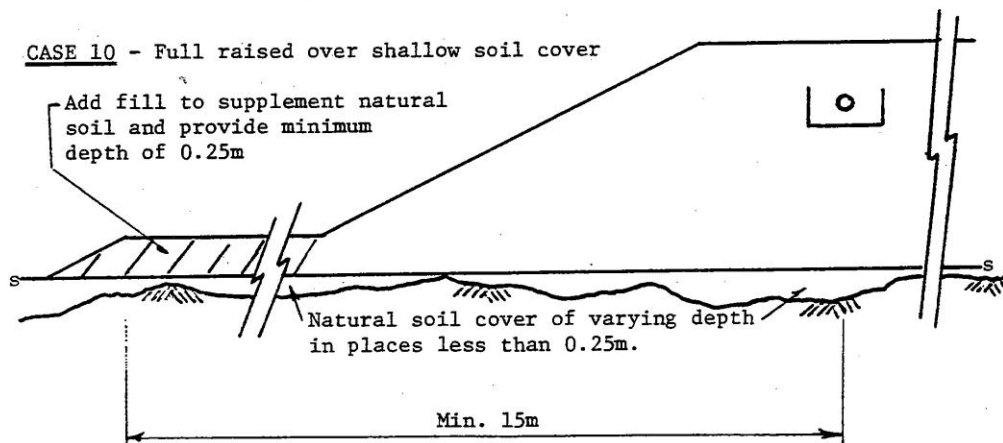 CASE 10 - Full raised over shallow soil cover
Add fill to supplement natural
soil and provide minimum
depth of 0.25m
s
s
Natural soil cover of varying depth
in places less than 0.25m.
Min. 15m